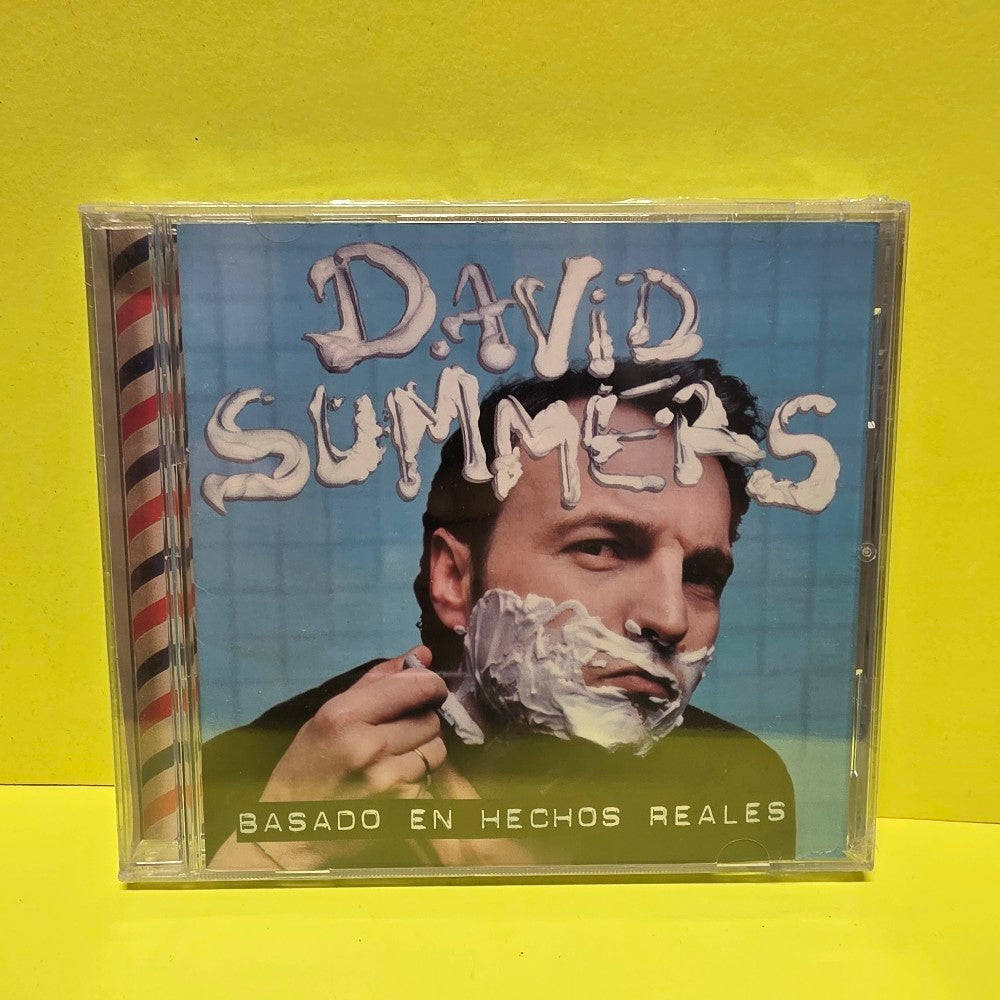 DAViD
SUMMERS
BASADO EN HECHOS REALES